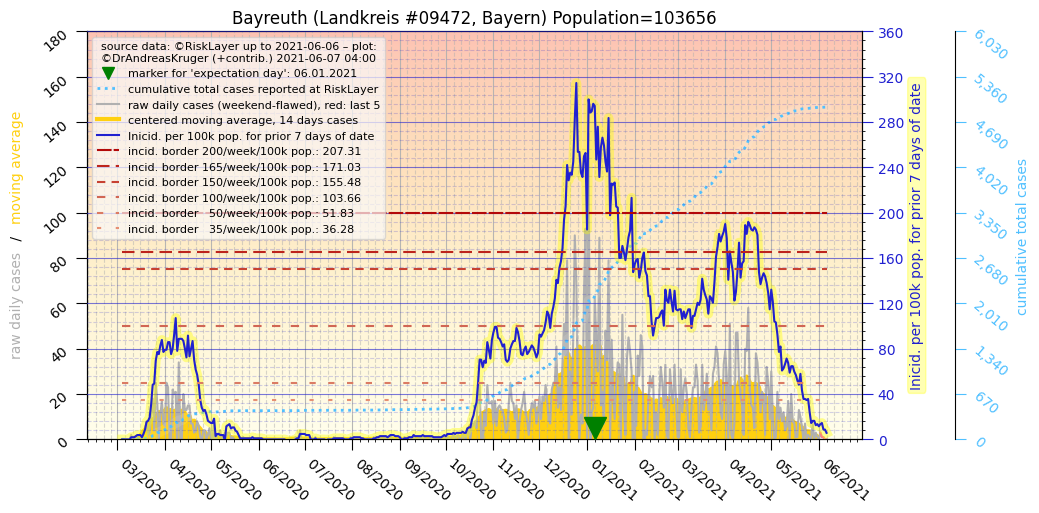 Bayreuth (Landkreis #09472, Bayern) Population=103656
source data: ©RiskLayer up to 2021-06-06 – plot:
©DrAndreasKruger (+contrib.) 2021-06-07 04:00
marker for 'expectation day': 06.01.2021
cumulative total cases reported at RiskLayer
raw daily cases (weekend-flawed), red: last 5
centered moving average, 14 days cases
Inicid. per 100k pop. for prior 7 days of date
incid. border 200/week/100k pop.: 207.31
incid. border 165/week/100k pop.: 171.03
incid. border 150/week/100k pop.: 155.48
incid. border 100/week/100k pop.: 103.66
incid. border   50/week/100k pop.: 51.83
incid. border   35/week/100k pop.: 36.28
raw daily cases / moving average
180
160
140
120
100
80
60
40
20
0
03/2020
04/2020
05/2020
06/2020
07/2020
08/2020
09/2020
10/2020
11/2020
12/2020
01/2021
02/2021
03/2021
04/2021
05/2021
06/2021
360
320
280
240
200
160
120
80
40
0
Inicid. per 100k pop. for prior 7 days of date
6,030
5,360
4,690
4,020
3,350
2,680
2,010
1,340
670
0
cumulative total cases